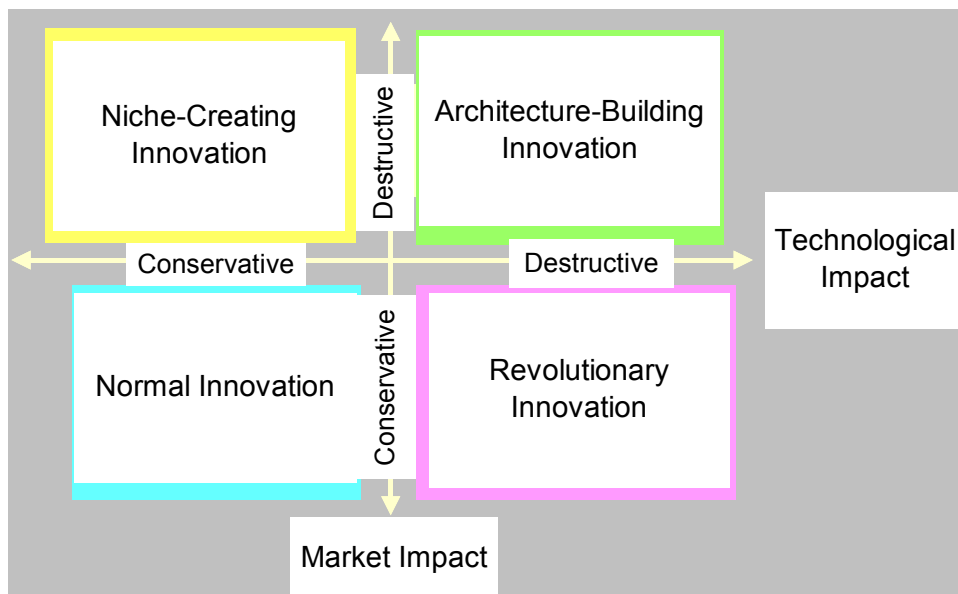 Niche-Creating
Innovation
Destructive
Architecture-Building
Innovation
Conservative
Destructive
Technological
Impact
Normal Innovation
Conservative
Revolutionary
Innovation
Market Impact